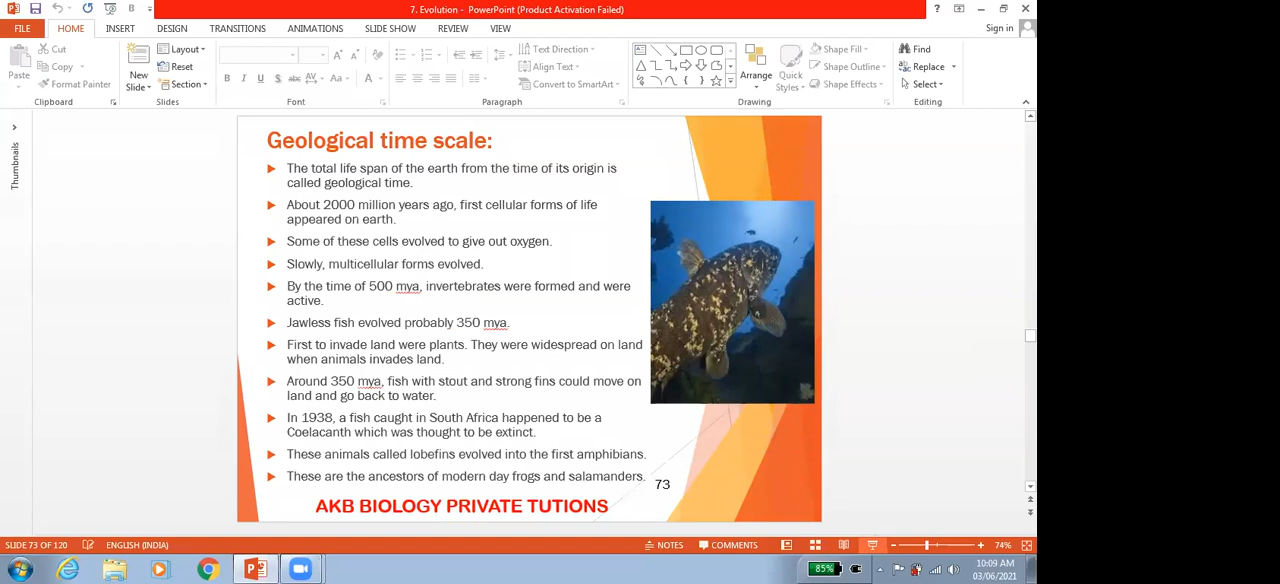 7. Evolution - PowerPoint (Product Activation Failed)
Sign in
FILE HOME INSERT DESIGN TRANSITIONS ANIMATIONS SLIDE SHOW REVIEW VIEW
Cut Layout Text Direction Shape Fill Find
Copy Reset Align Text Shape Outline Replace
Paste Format Painter New Slide Section B I U S abc AV Aa A Convert to SmartArt Arrange Quick Styles Shape Effects Select
Clipboard Slides Font Paragraph Drawing Editing
Thumbnails
Geological time scale:
The total life span of the earth from the time of its origin is
called geological time.
About 2000 million years ago, first cellular forms of life
appeared on earth.
Some of these cells evolved to give out oxygen.
Slowly, multicellular forms evolved.
By the time of 500 mya, invertebrates were formed and were
active.
Jawless fish evolved probably 350 mya.
First to invade land were plants. They were widespread on land
when animals invades land.
Around 350 mya, fish with stout and strong fins could move on
land and go back to water.
In 1938, a fish caught in South Africa happened to be a
Coelacanth which was thought to be extinct.
These animals called lobefins evolved into the first amphibians.
These are the ancestors of modern day frogs and salamanders.
73
AKB BIOLOGY PRIVATE TUTIONS
SLIDE 73 OF 120 ENGLISH (INDIA) NOTES COMMENTS 74%
85% 10:09 AM
03/06/2021